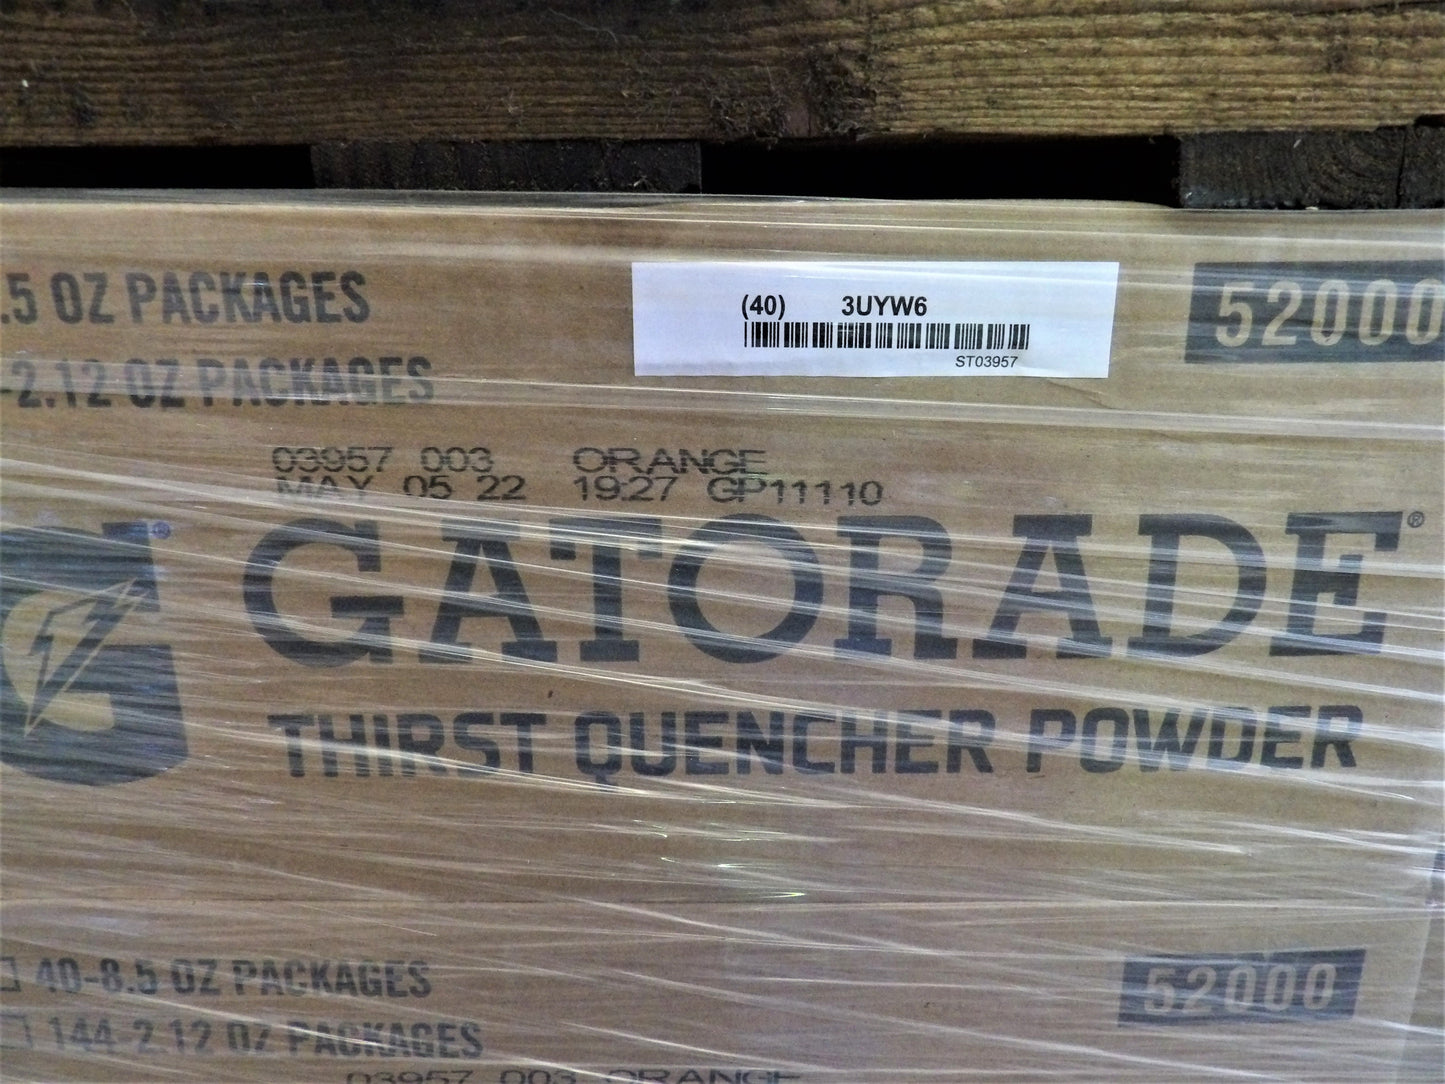 .5 OZ PACKAGES
-2.12 OZ PACKAGES
(40) 3UYW6
ST03957
52000
03957 003 ORANGE
MAY 05 22 19:27 GP11110
®
GATORADE®
THIRST QUENCHER POWDER
40-8.5 OZ PACKAGES
144-2.12 OZ PACKAGES
52000
03957 003 ORANGE